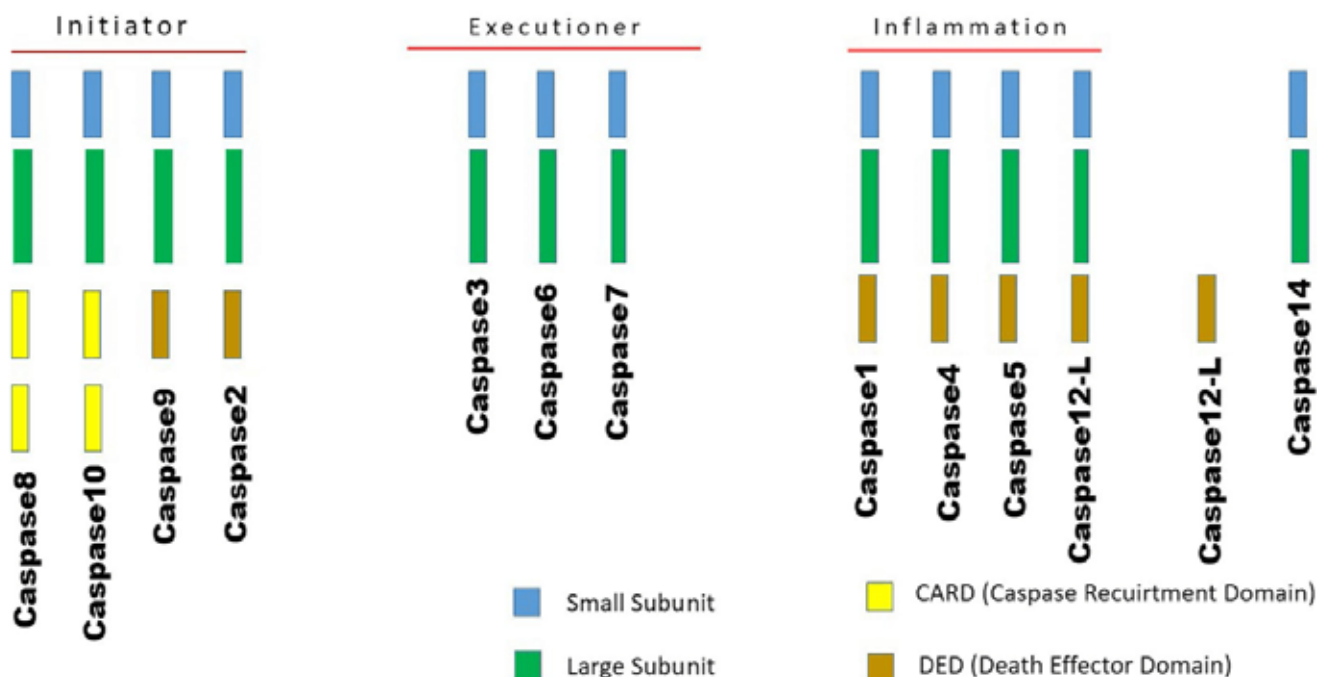 Initiator
Executioner
Inflammation
Caspase8
Caspase10
Caspase9
Caspase2
Caspase3
Caspase6
Caspase7
Caspase1
Caspase4
Caspase5
Caspase12-L
Caspase12-L
Caspase14
Small Subunit
CARD (Caspase Recuirtment Domain)
Large Subunit
DED (Death Effector Domain)